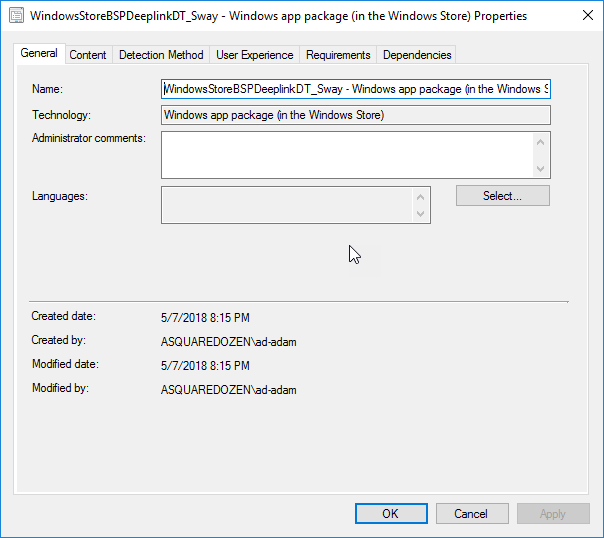 WindowsStoreBSPDeeplinkDT_Sway - Windows app package (in the Windows Store) Properties
General Content Detection Method User Experience Requirements Dependencies
Name: WindowsStoreBSPDeeplinkDT_Sway - Windows app package (in the Windows S
Technology: Windows app package (in the Windows Store)
Administrator comments:
Languages: Select...
Created date: 5/7/2018 8:15 PM
Created by: ASQUAREDOZEN\ad-adam
Modified date: 5/7/2018 8:15 PM
Modified by: ASQUAREDOZEN\ad-adam
OK Cancel Apply